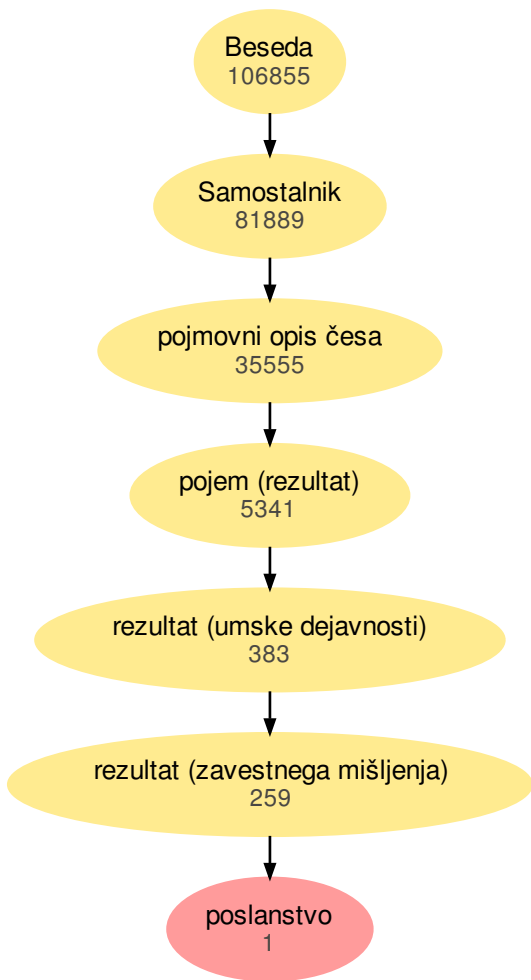 Beseda
106855
Samostalnik
81889
pojmovni opis česa
35555
pojem (rezultat)
5341
rezultat (umske dejavnosti)
383
rezultat (zavestnega mišljenja)
259
poslanstvo
1